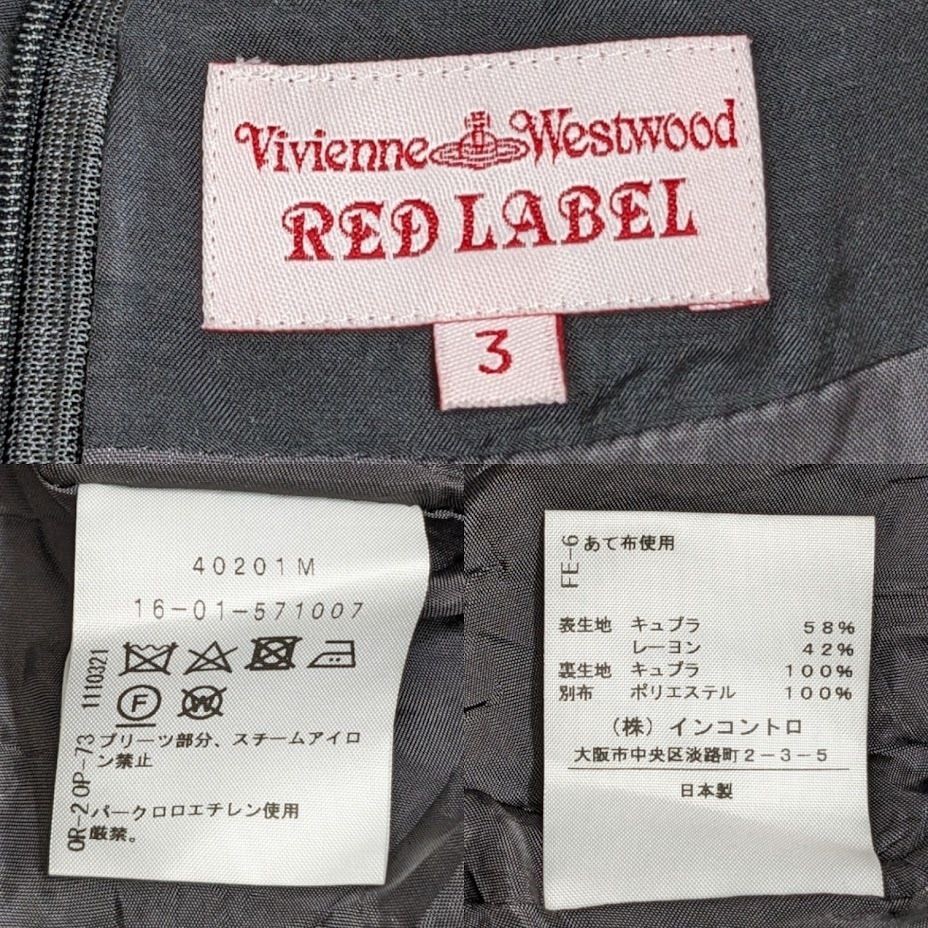 Vivienne Westwood
RED LABEL
3
40201M
16-01-571007
F
W
プリーツ部分、スチームアイロ
ン禁止
パークロロエチレン使用
厳禁。
OR-2 OP-73 1110321
FE-6
あて布使用
表生地 キュプラ 58%
レーヨン 42%
裏生地 キュプラ 100%
別布 ポリエステル 100%
(株) インコントロ
大阪市中央区淡路町2-3-5
日本製